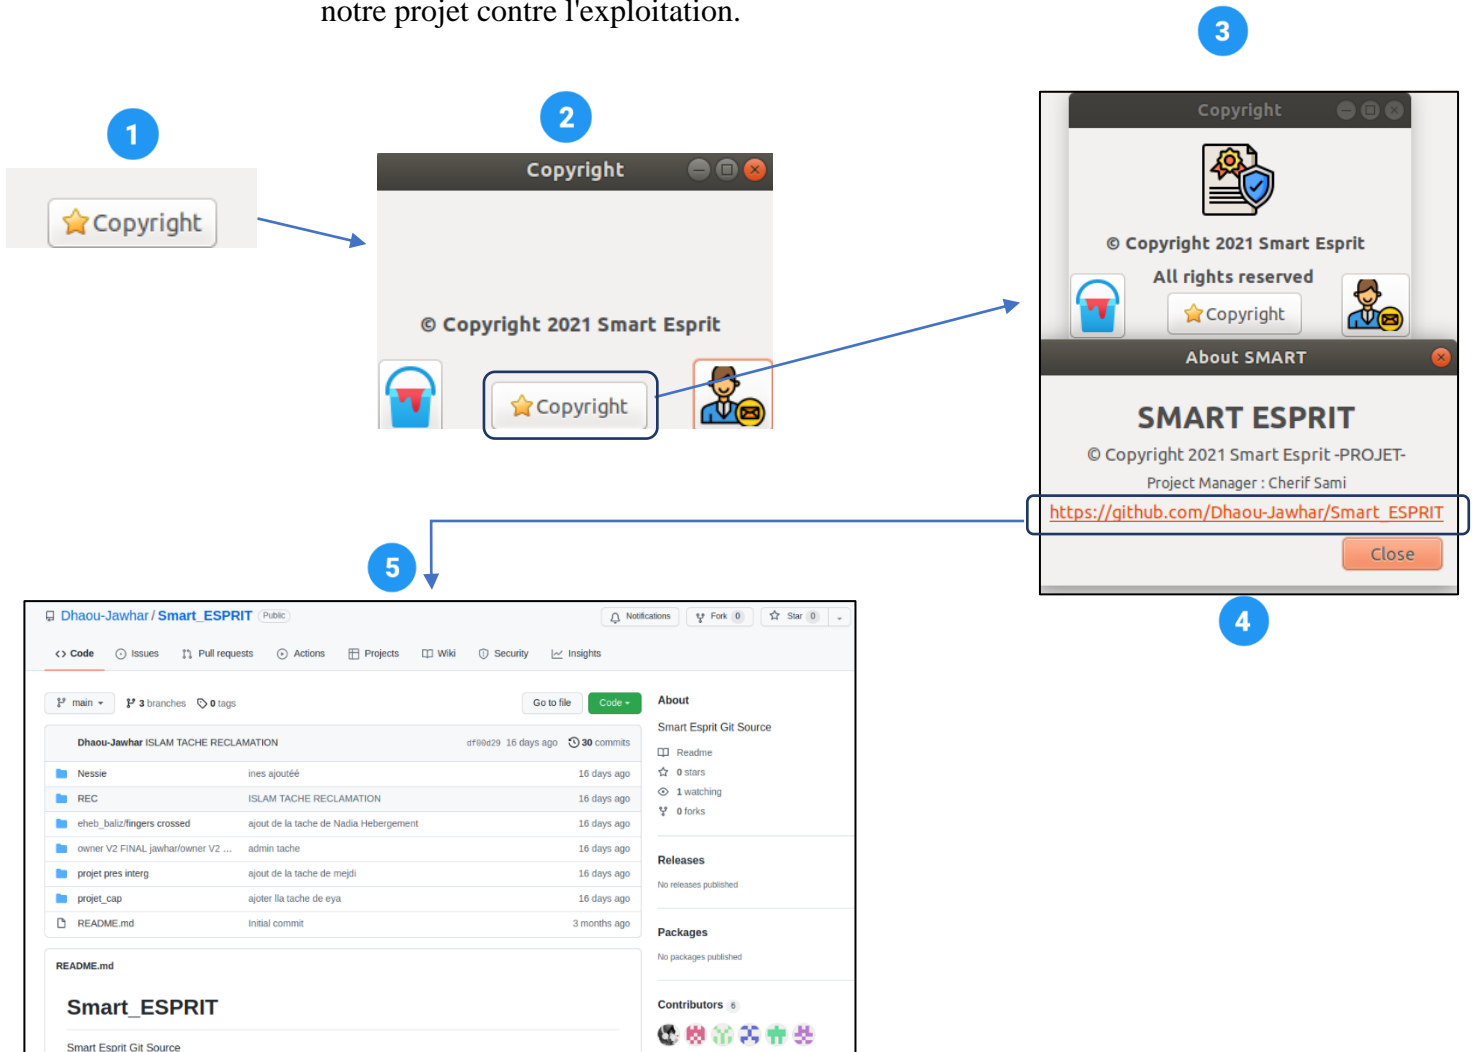 notre projet contre l'exploitation.
1
Copyright
2
Copyright
© Copyright 2021 Smart Esprit
Copyright
3
Copyright
© Copyright 2021 Smart Esprit
All rights reserved
Copyright
About SMART
SMART ESPRIT
© Copyright 2021 Smart Esprit -PROJET-
Project Manager : Cherif Sami
https://github.com/Dhaou-Jawhar/Smart_ESPRIT
Close
4
5
Dhaou-Jawhar / Smart_ESPRIT Public
Notifications Fork 0 Star 0
Code Issues Pull requests Actions Projects Wiki Security Insights
main 3 branches 0 tags Go to file Code
Dhaou-Jawhar ISLAM TACHE RECLAMATION df00d29 16 days ago 30 commits
Nessie ines ajoutéé 16 days ago
REC ISLAM TACHE RECLAMATION 16 days ago
eheb_baliz/fingers crossed ajout de la tache de Nadia Hebergement 16 days ago
owner V2 FINAL jawhar/owner V2 ... admin tache 16 days ago
projet pres interg ajout de la tache de mejdi 16 days ago
projet_cap ajoter lla tache de eya 16 days ago
README.md Initial commit 3 months ago
README.md
Smart_ESPRIT
Smart Esprit Git Source
About
Smart Esprit Git Source
Readme
0 stars
1 watching
0 forks
Releases
No releases published
Packages
No packages published
Contributors 6